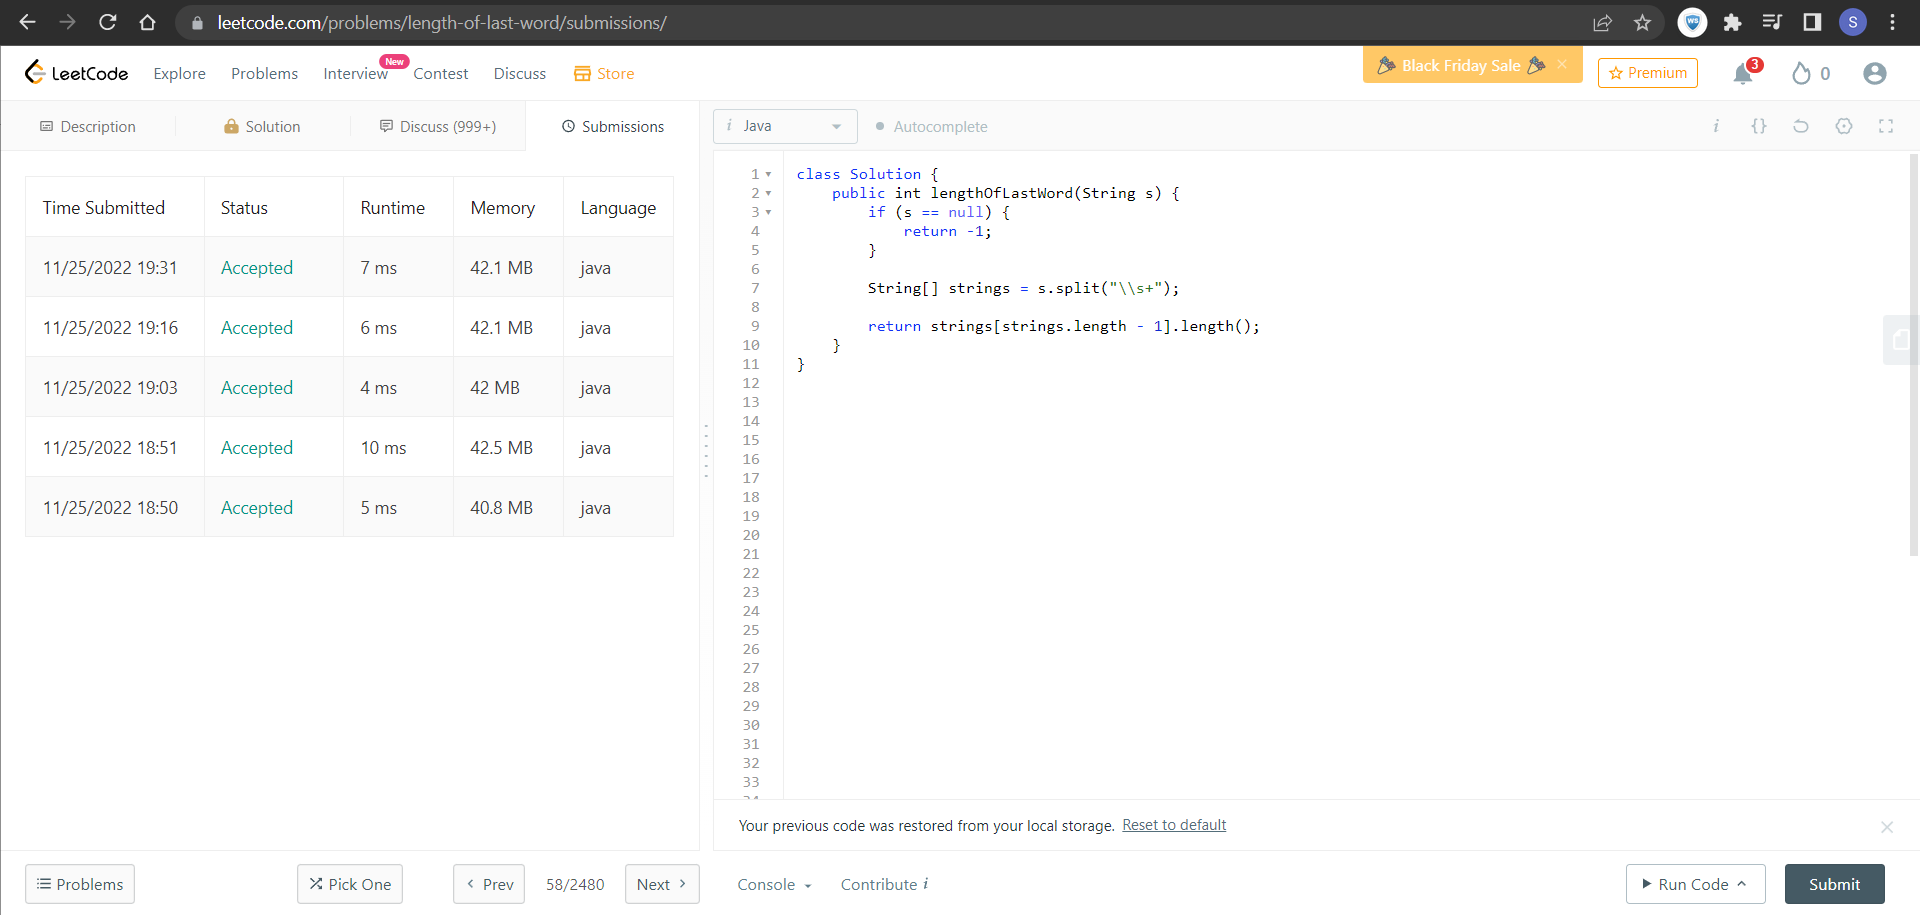 leetcode.com/problems/length-of-last-word/submissions/
S
LeetCode
Explore
Problems
Interview
New
Contest
Discuss
Store
Black Friday Sale
Premium
3
0
Description
Solution
Discuss (999+)
Submissions
i Java
Autocomplete
i {}
Time Submitted Status Runtime Memory Language
11/25/2022 19:31 Accepted 7 ms 42.1 MB java
11/25/2022 19:16 Accepted 6 ms 42.1 MB java
11/25/2022 19:03 Accepted 4 ms 42 MB java
11/25/2022 18:51 Accepted 10 ms 42.5 MB java
11/25/2022 18:50 Accepted 5 ms 40.8 MB java
1 class Solution {
2 public int lengthOfLastWord(String s) {
3 if (s == null) {
4 return -1;
5 }
6
7 String[] strings = s.split("\\s+");
8
9 return strings[strings.length - 1].length();
10 }
11 }
12
13
14
15
16
17
18
19
20
21
22
23
24
25
26
27
28
29
30
31
32
33
34
Your previous code was restored from your local storage. Reset to default
Problems
Pick One
Prev
58/2480
Next
Console
Contribute i
Run Code
Submit